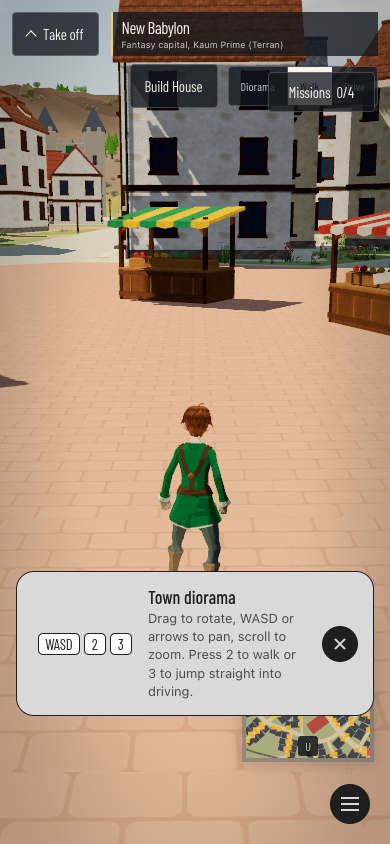 Take off
New Babylon
Fantasy capital, Kaum Prime (Terran)
Build House
Diorama
Missions 0/4
Town diorama
WASD 2 3
Drag to rotate, WASD or
arrows to pan, scroll to
zoom. Press 2 to walk or
3 to jump straight into
driving.
U